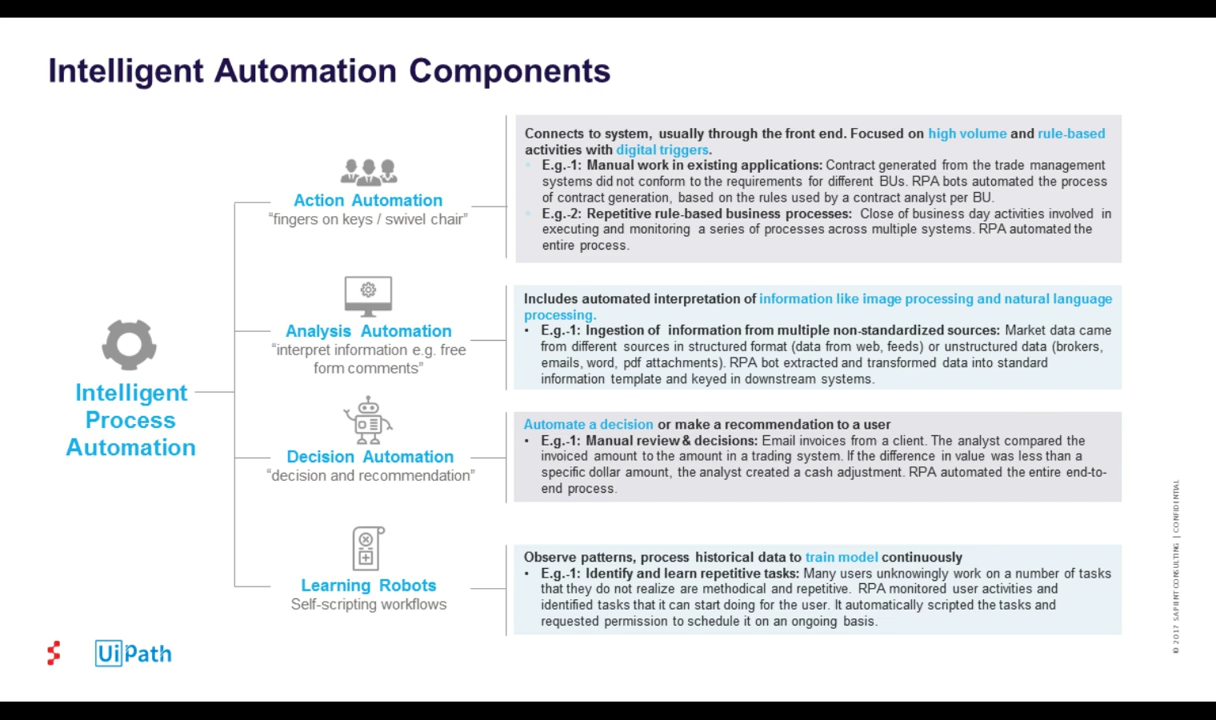 Intelligent Automation Components
Intelligent
Process
Automation
Action Automation
“fingers on keys / swivel chair”
Connects to system, usually through the front end. Focused on high volume and rule-based
activities with digital triggers.
E.g.-1: Manual work in existing applications: Contract generated from the trade management
systems did not conform to the requirements for different BUs. RPA bots automated the process
of contract generation, based on the rules used by a contract analyst per BU.
E.g.-2: Repetitive rule-based business processes: Close of business day activities involved in
executing and monitoring a series of processes across multiple systems. RPA automated the
entire process.
Analysis Automation
“interpret information e.g. free
form comments”
Includes automated interpretation of information like image processing and natural language
processing.
• E.g.-1: Ingestion of information from multiple non-standardized sources: Market data came
from different sources in structured format (data from web, feeds) or unstructured data (brokers,
emails, word, pdf attachments). RPA bot extracted and transformed data into standard
information template and keyed in downstream systems.
Decision Automation
“decision and recommendation”
Automate a decision or make a recommendation to a user
• E.g.-1: Manual review & decisions: Email invoices from a client. The analyst compared the
invoiced amount to the amount in a trading system. If the difference in value was less than a
specific dollar amount, the analyst created a cash adjustment. RPA automated the entire end-to-
end process.
Learning Robots
Self-scripting workflows
Observe patterns, process historical data to train model continuously
• E.g.-1: Identify and learn repetitive tasks: Many users unknowingly work on a number of tasks
that they do not realize are methodical and repetitive. RPA monitored user activities and
identified tasks that it can start doing for the user. It automatically scripted the tasks and
requested permission to schedule it on an ongoing basis.
UiPath
© 2017 SAPIENT CONSULTING | CONFIDENTIAL